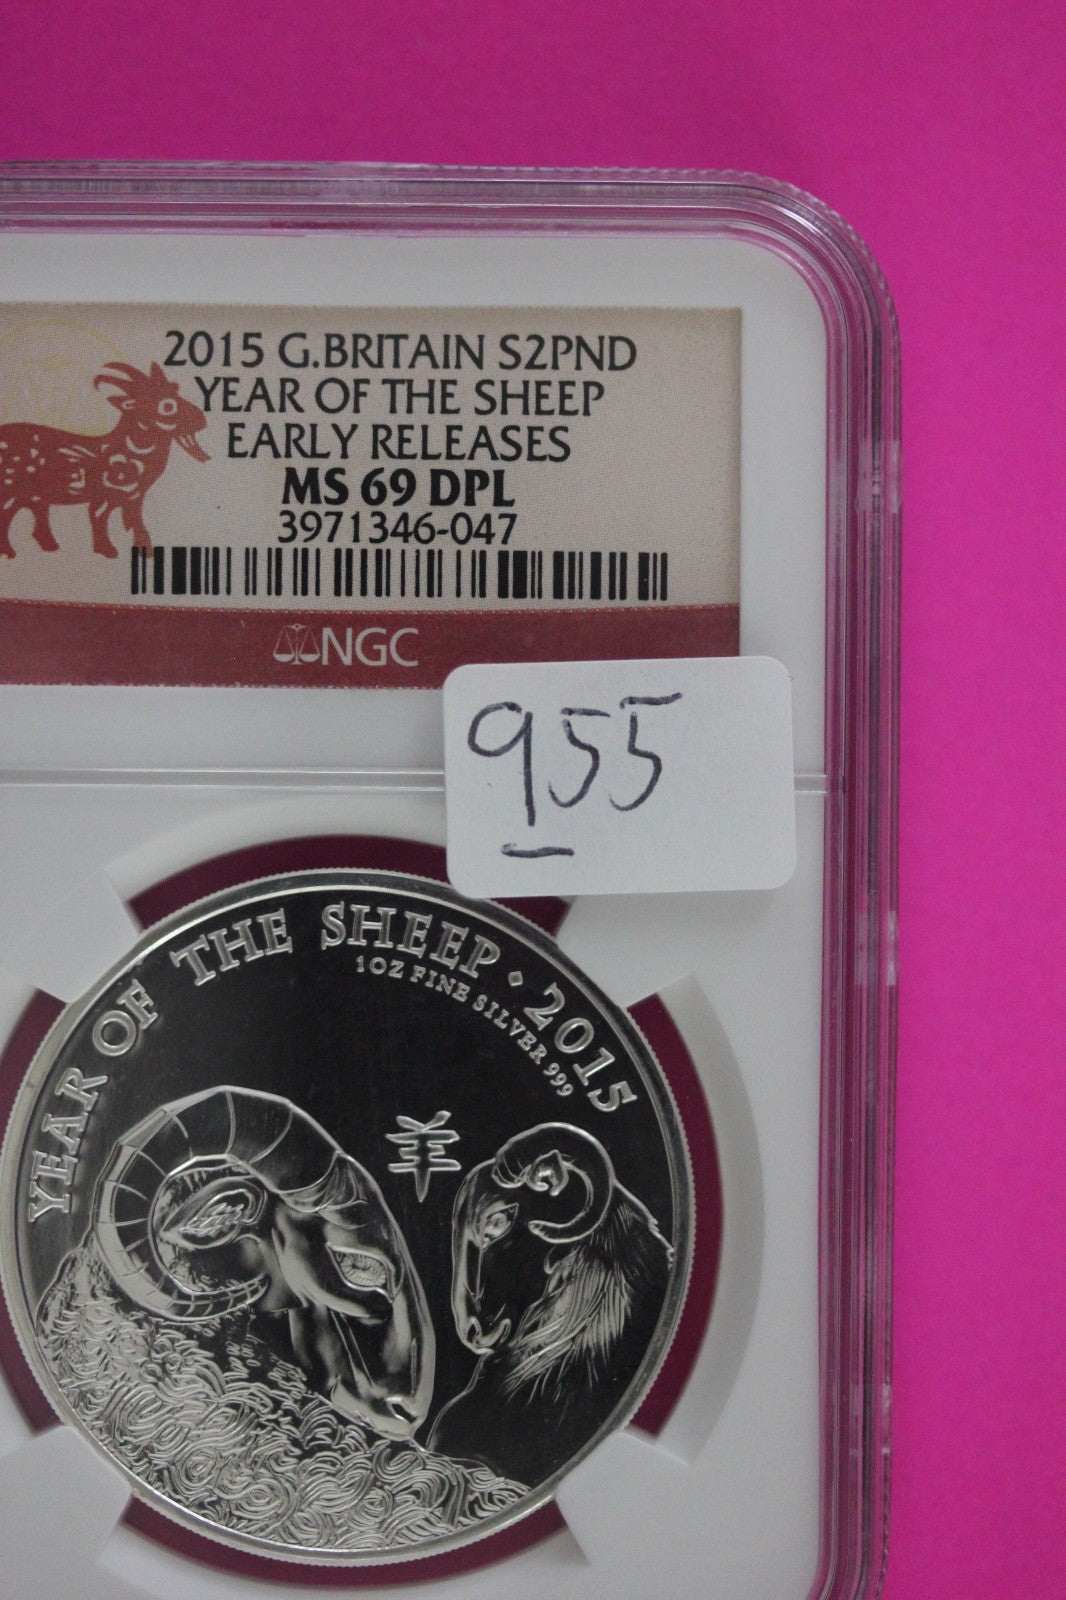 2015 G.BRITAIN S2PND
YEAR OF THE SHEEP
EARLY RELEASES
MS 69 DPL
3971346-047
NGC
955
YEAR OF THE SHEEP · 2015
1OZ FINE SILVER 999
羊